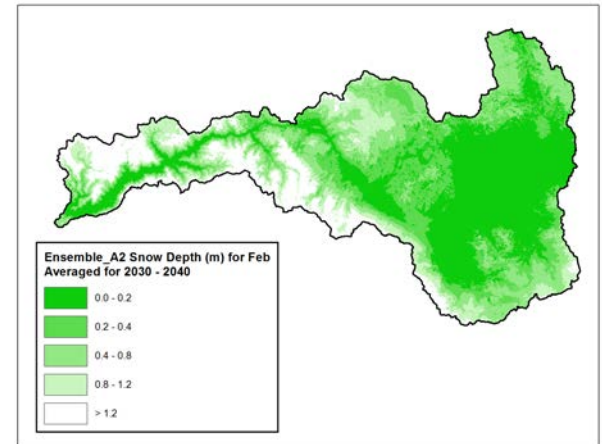 Ensemble_A2 Snow Depth (m) for Feb
Averaged for 2030 - 2040
0.0 - 0.2
0.2 - 0.4
0.4 - 0.8
0.8 - 1.2
> 1.2